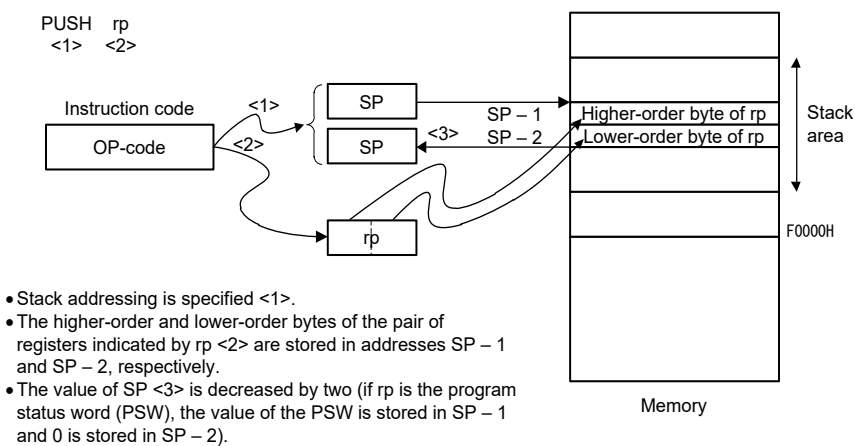 PUSH rp
<1> <2>
Instruction code
OP-code
<1>
<2>
SP
SP
<3>
SP – 1
SP – 2
rp
Higher-order byte of rp
Lower-order byte of rp
Stack
area
F0000H
Memory
• Stack addressing is specified <1>.
• The higher-order and lower-order bytes of the pair of
registers indicated by rp <2> are stored in addresses SP – 1
and SP – 2, respectively.
• The value of SP <3> is decreased by two (if rp is the program
status word (PSW), the value of the PSW is stored in SP – 1
and 0 is stored in SP – 2).